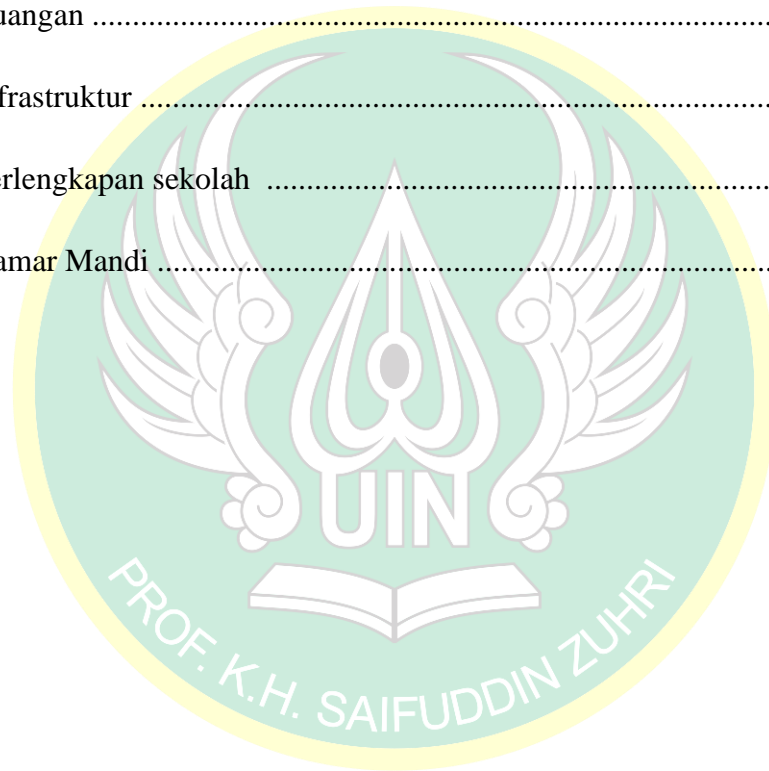 uangan ................................................................................
frastruktur ................................................................................
erlengkapan sekolah ................................................................................
amar Mandi ................................................................................
UIN
PROF. K.H. SAIFUDDIN ZUHRI